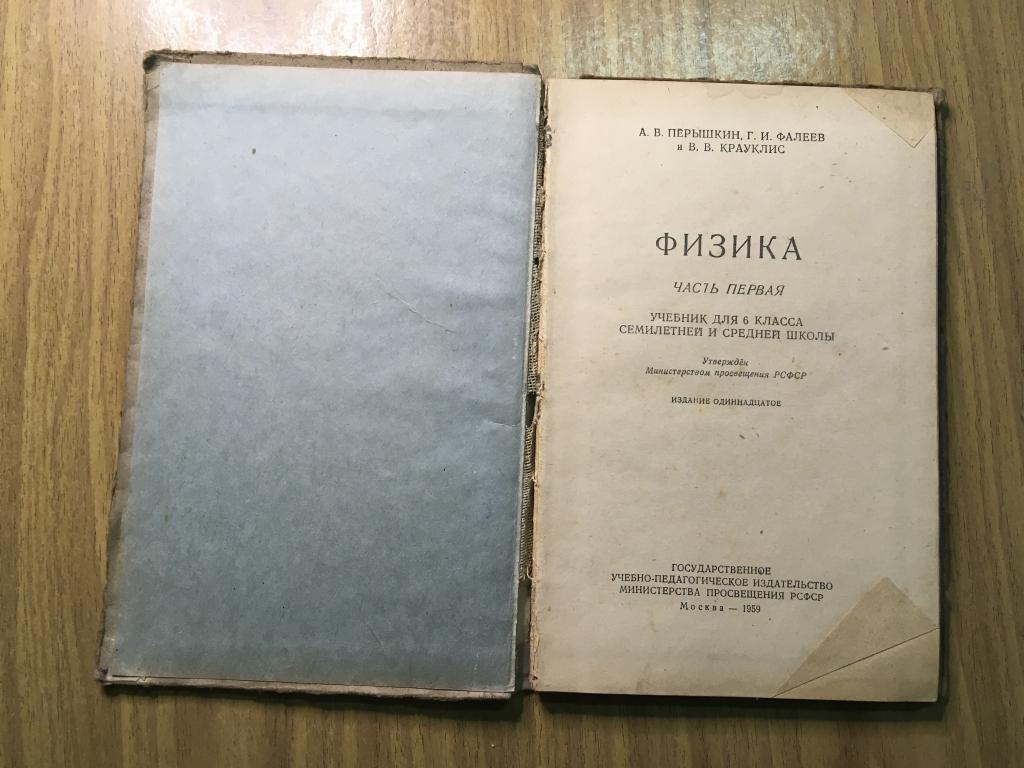 А. В. ПЁРЫШКИН, Г. И. ФАЛЕЕВ
и В. В. КРАУКЛИС
ФИЗИКА
ЧАСТЬ ПЕРВАЯ
УЧЕБНИК ДЛЯ 6 КЛАССА
СЕМИЛЕТНЕЙ И СРЕДНЕЙ ШКОЛЫ
Утверждён
Министерством просвещения РСФСР
ИЗДАНИЕ ОДИННАДЦАТОЕ
ГОСУДАРСТВЕННОЕ
УЧЕБНО-ПЕДАГОГИЧЕСКОЕ ИЗДАТЕЛЬСТВО
МИНИСТЕРСТВА ПРОСВЕЩЕНИЯ РСФСР
Москва — 1959